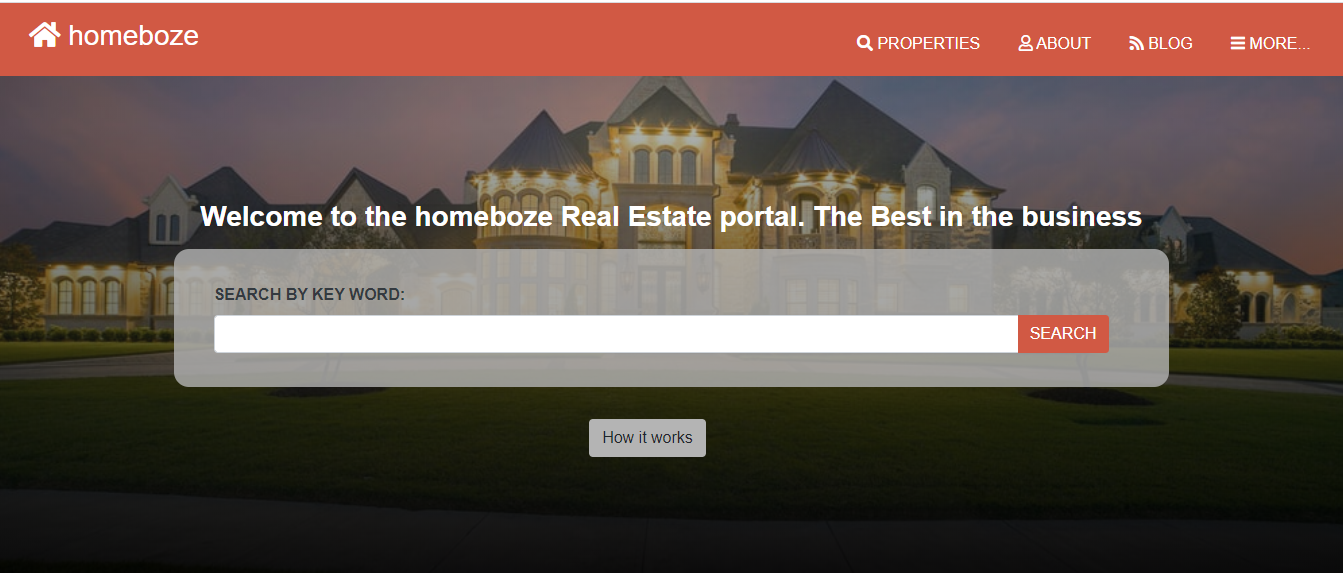 homeboze
PROPERTIES
ABOUT
BLOG
MORE...
Welcome to the homeboze Real Estate portal. The Best in the business
SEARCH BY KEY WORD:
SEARCH
How it works